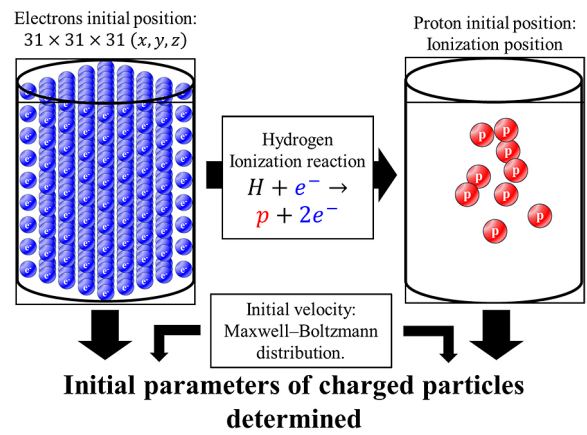 Electrons initial position:
31 × 31 × 31 (x, y, z)
Proton initial position:
Ionization position
Hydrogen
Ionization reaction
H + e⁻ →
p + 2e⁻
e⁻
p
p
p
p
p
p
p
p
p
Initial velocity:
Maxwell–Boltzmann
distribution.
Initial parameters of charged particles
determined